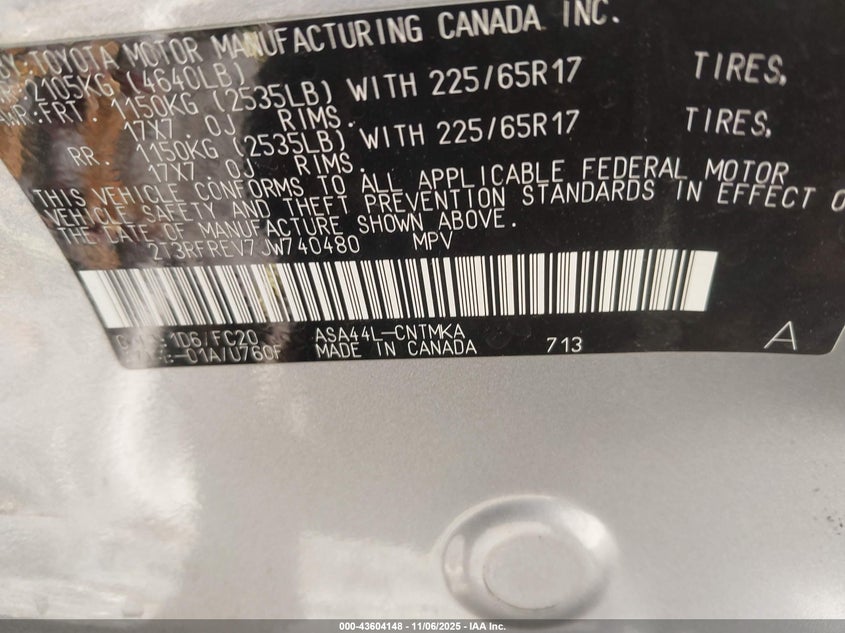 BY: TOYOTA MOTOR MANUFACTURING CANADA INC.
2105KG (4640LB)
FRT. 1150KG (2535LB) WITH 225/65R17 TIRES,
17X7.0J RIMS.
RR. 1150KG (2535LB) WITH 225/65R17 TIRES,
17X7.0J RIMS.
THIS VEHICLE CONFORMS TO ALL APPLICABLE FEDERAL MOTOR
VEHICLE SAFETY AND THEFT PREVENTION STANDARDS IN EFFECT O
THE DATE OF MANUFACTURE SHOWN ABOVE.
2T3RFREV7JW740480 MPV
1D6/FC20 ASA44L-CNTMKA
-01A/U760F MADE IN CANADA 713 A
000-43604148 - 11/06/2025 - IAA Inc.